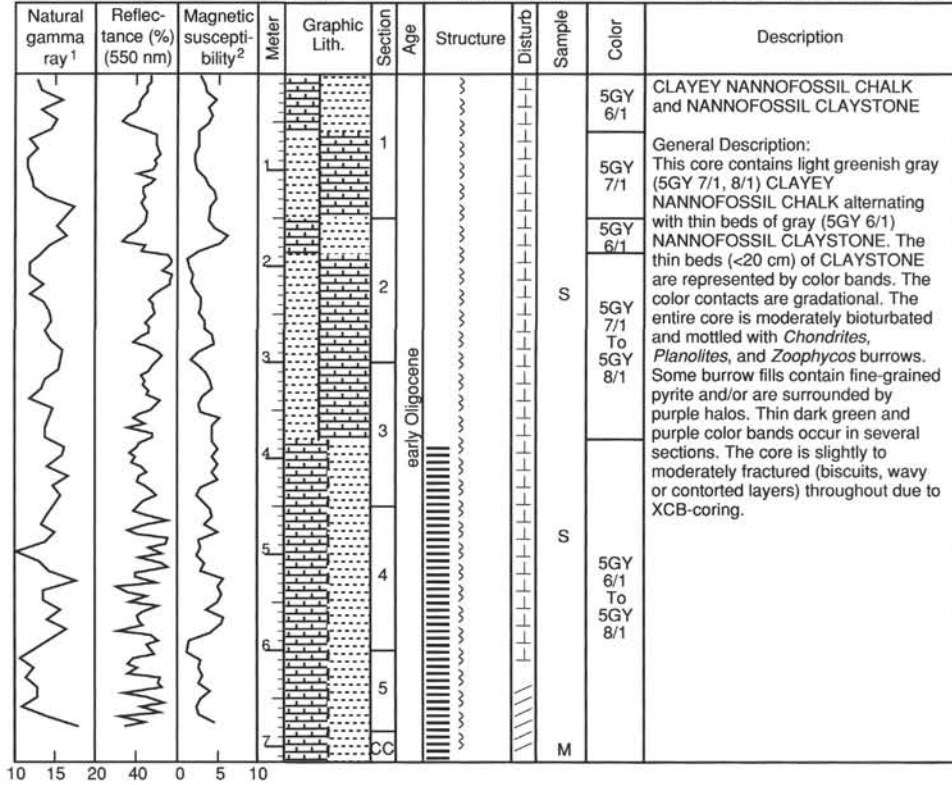 Natural
gamma
ray 1
Reflec-
tance (%)
(550 nm)
Magnetic
suscepti-
bility2
Meter
Graphic
Lith.
Section
Age
Structure
Disturb
Sample
Color
Description
1
2
3
4
5
6
7
1
2
3
4
5
CC
early Oligocene
S
S
M
5GY
6/1
5GY
7/1
5GY
6/1
5GY
7/1
To
5GY
8/1
5GY
6/1
To
5GY
8/1
CLAYEY NANNOFOSSIL CHALK
and NANNOFOSSIL CLAYSTONE
General Description:
This core contains light greenish gray
(5GY 7/1, 8/1) CLAYEY
NANNOFOSSIL CHALK alternating
with thin beds of gray (5GY 6/1)
NANNOFOSSIL CLAYSTONE. The
thin beds (<20 cm) of CLAYSTONE
are represented by color bands. The
color contacts are gradational. The
entire core is moderately bioturbated
and mottled with Chondrites,
Planolites, and Zoophycos burrows.
Some burrow fills contain fine-grained
pyrite and/or are surrounded by
purple halos. Thin dark green and
purple color bands occur in several
sections. The core is slightly to
moderately fractured (biscuits, wavy
or contorted layers) throughout due to
XCB-coring.
10 15 20 40 60 80 0 5 10